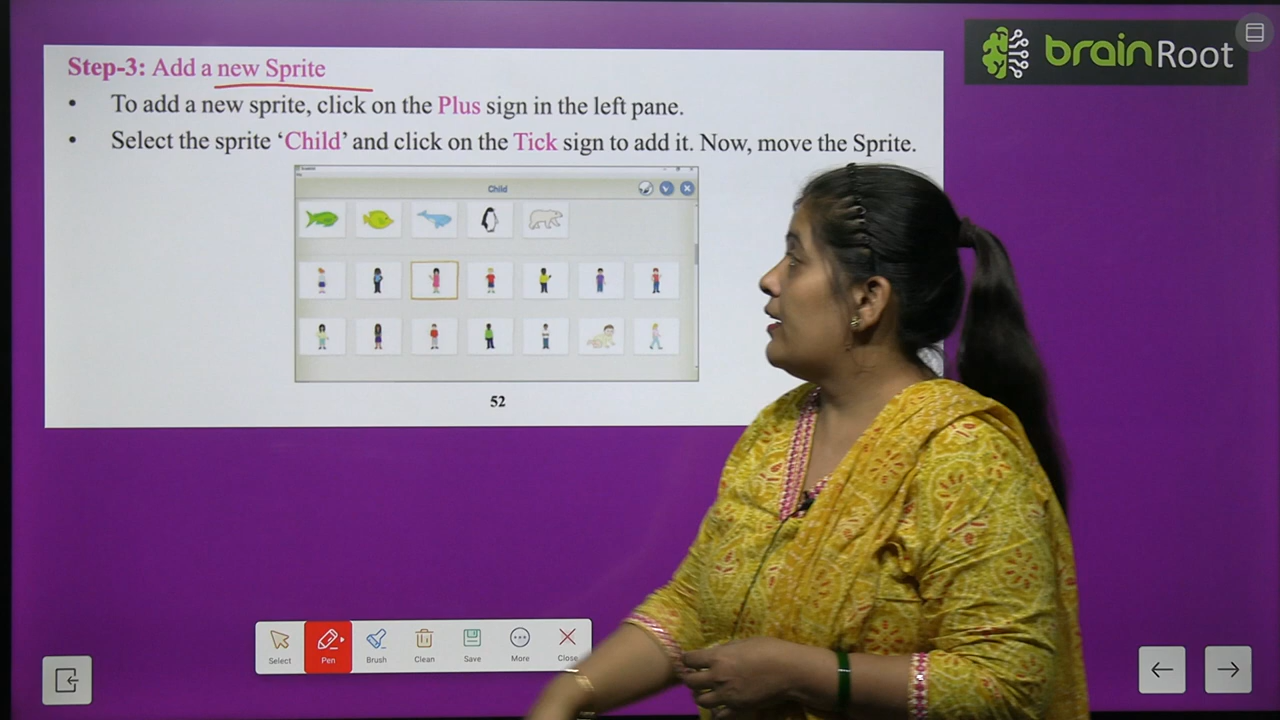 brainRoot
Step-3: Add a new Sprite
• To add a new sprite, click on the Plus sign in the left pane.
• Select the sprite ‘Child’ and click on the Tick sign to add it. Now, move the Sprite.
Child
52
Select Pen Brush Clean Save More Close